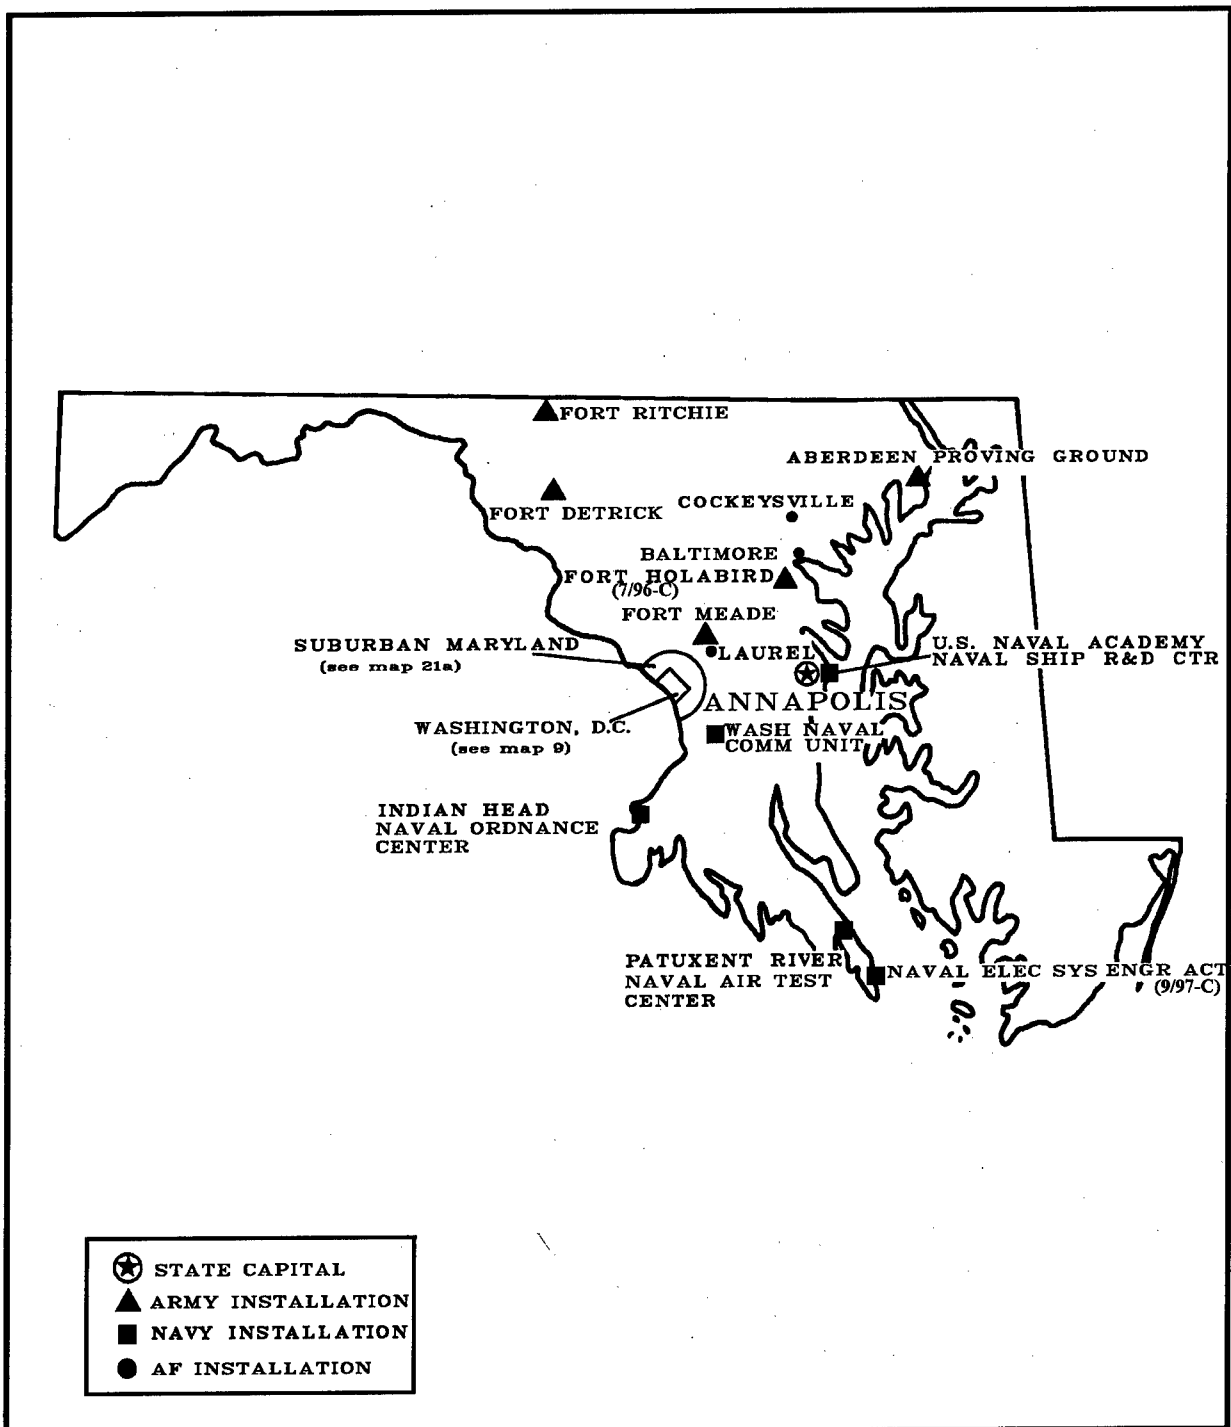 FORT RITCHIE
ABERDEEN PROVING GROUND
COCKEYSVILLE
FORT DETRICK
BALTIMORE
FORT HOLABIRD
(7/96-C)
FORT MEADE
SUBURBAN MARYLAND
(see map 21a)
LAUREL
U.S. NAVAL ACADEMY
NAVAL SHIP R&D CTR
ANNAPOLIS
WASHINGTON, D.C.
(see map 9)
WASH NAVAL
COMM UNIT
INDIAN HEAD
NAVAL ORDNANCE
CENTER
PATUXENT RIVER
NAVAL AIR TEST
CENTER
NAVAL ELEC SYS ENGR ACT
(9/97-C)
STATE CAPITAL
ARMY INSTALLATION
NAVY INSTALLATION
AF INSTALLATION